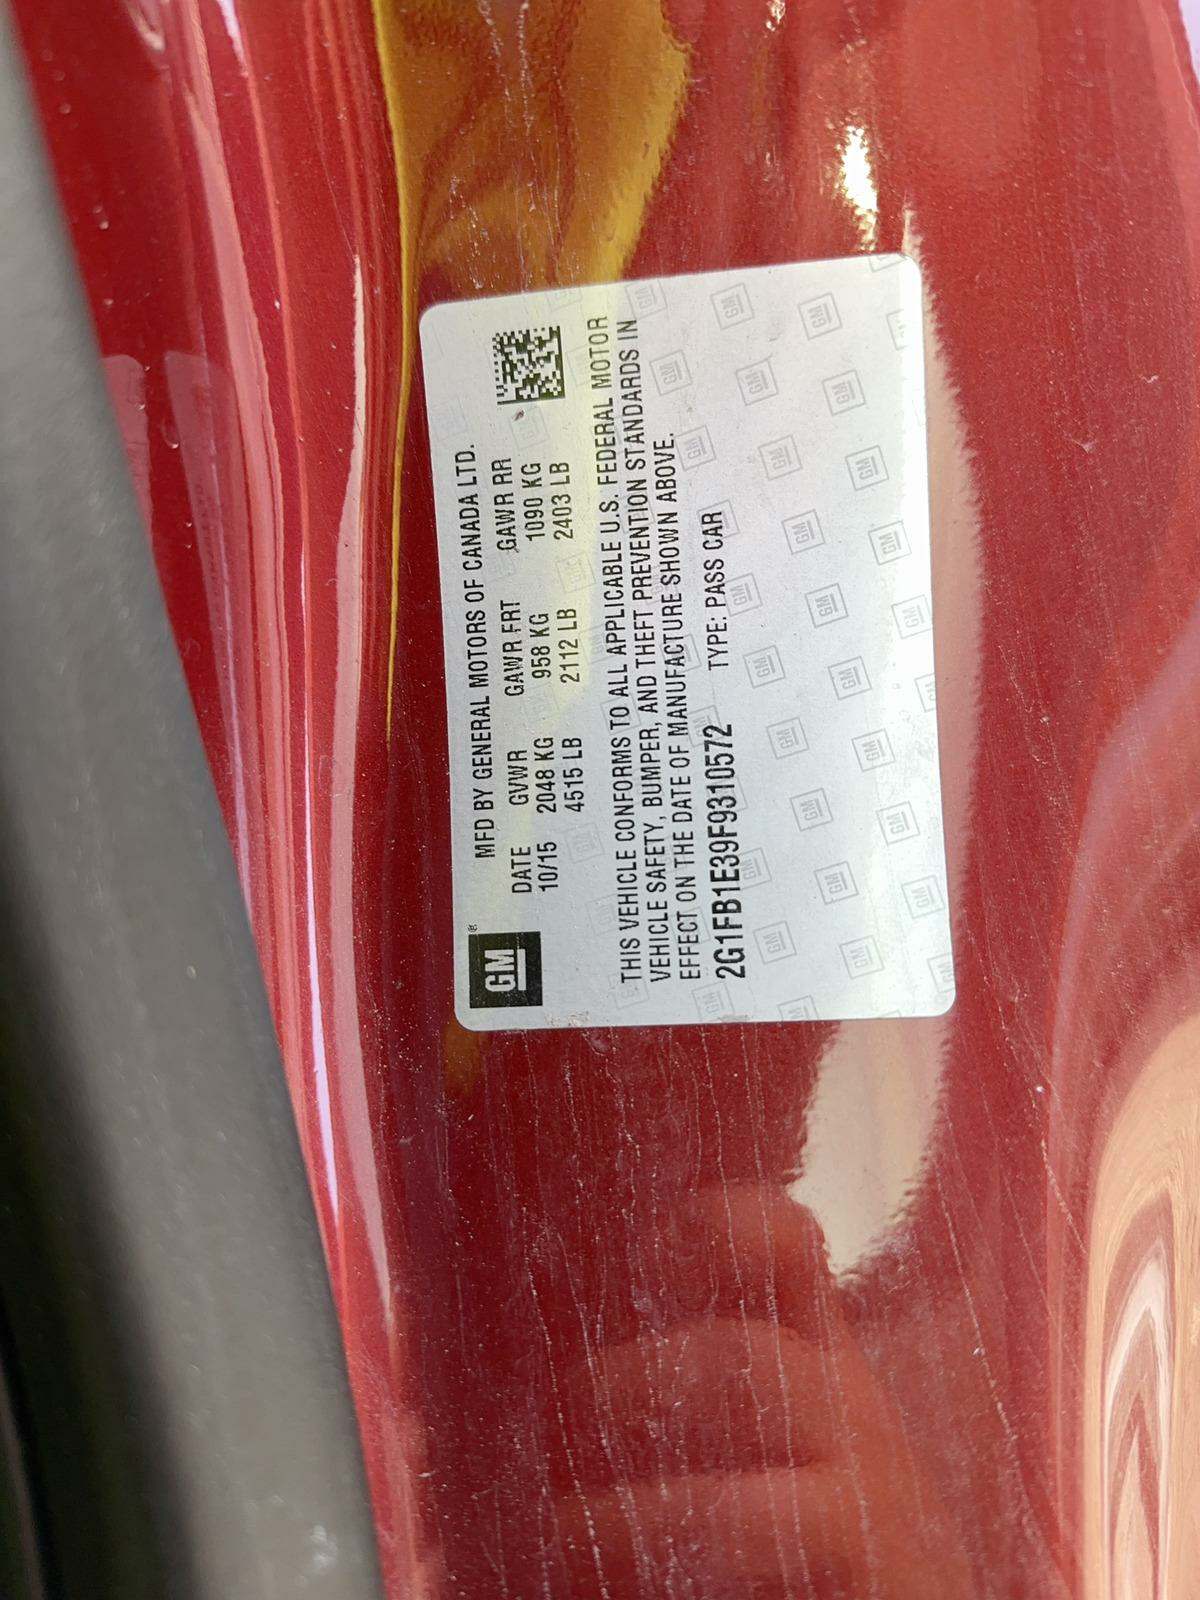 GM®
MFD BY GENERAL MOTORS OF CANADA LTD.
DATE GVWR GAWR FRT GAWR RR
10/15 2048 KG 958 KG 1090 KG
4515 LB 2112 LB 2403 LB
THIS VEHICLE CONFORMS TO ALL APPLICABLE U.S. FEDERAL MOTOR
VEHICLE SAFETY, BUMPER, AND THEFT PREVENTION STANDARDS IN
EFFECT ON THE DATE OF MANUFACTURE SHOWN ABOVE.
2G1FB1E39F9310572 TYPE: PASS CAR